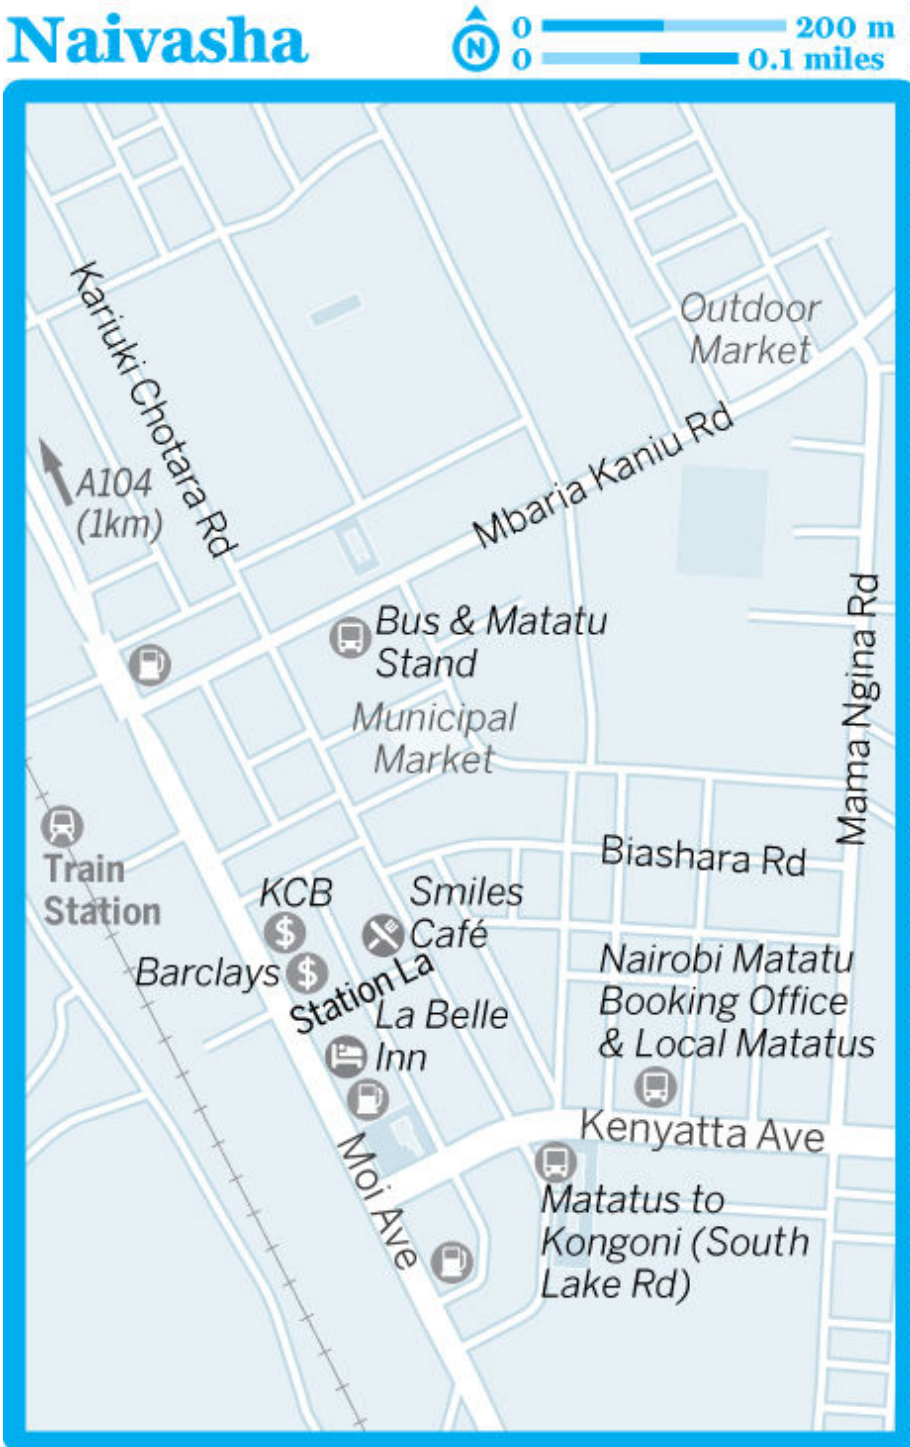 Naivasha
N
0 200 m
0 0.1 miles
Outdoor
Market
Kariuki Chotara Rd
Mbaria Kaniu Rd
A104
(1km)
Bus & Matatu
Stand
Mama Ngina Rd
Municipal
Market
Train
Station
Biashara Rd
KCB
$
Smiles
Café
Barclays
$
Station La
Nairobi Matatu
Booking Office
& Local Matatus
La Belle
Inn
Kenyatta Ave
Moi Ave
Matatus to
Kongoni (South
Lake Rd)